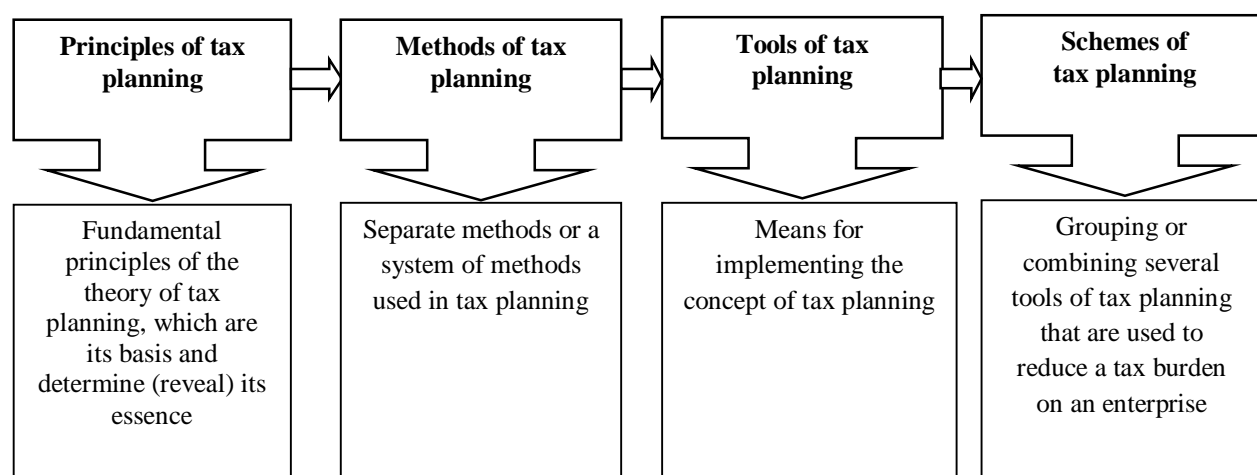 Principles of tax
planning
Methods of tax
planning
Tools of tax
planning
Schemes of
tax planning
Fundamental
principles of the
theory of tax
planning, which are
its basis and
determine (reveal) its
essence
Separate methods or a
system of methods
used in tax planning
Means for
implementing the
concept of tax planning
Grouping or
combining several
tools of tax planning
that are used to
reduce a tax burden
on an enterprise